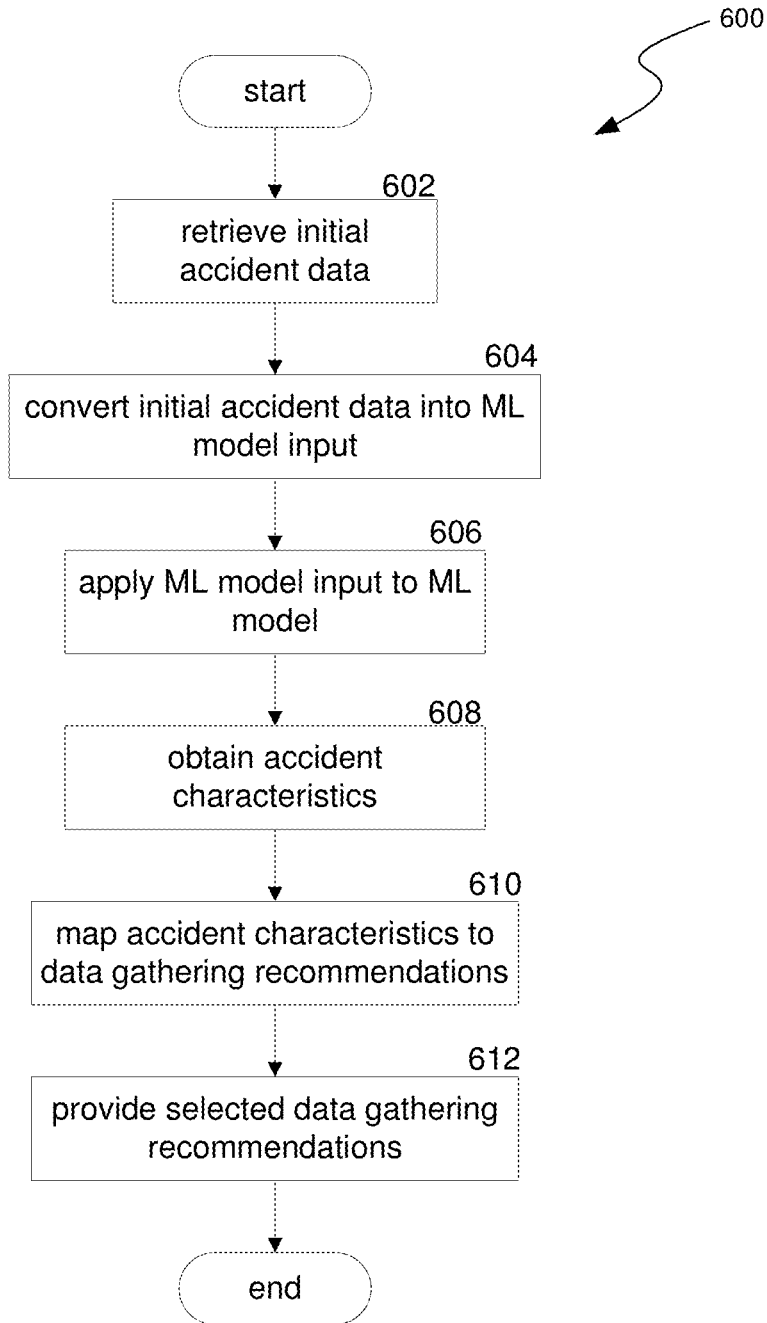 600
start
602
retrieve initial
accident data
604
convert initial accident data into ML
model input
606
apply ML model input to ML
model
608
obtain accident
characteristics
610
map accident characteristics to
data gathering recommendations
612
provide selected data gathering
recommendations
end